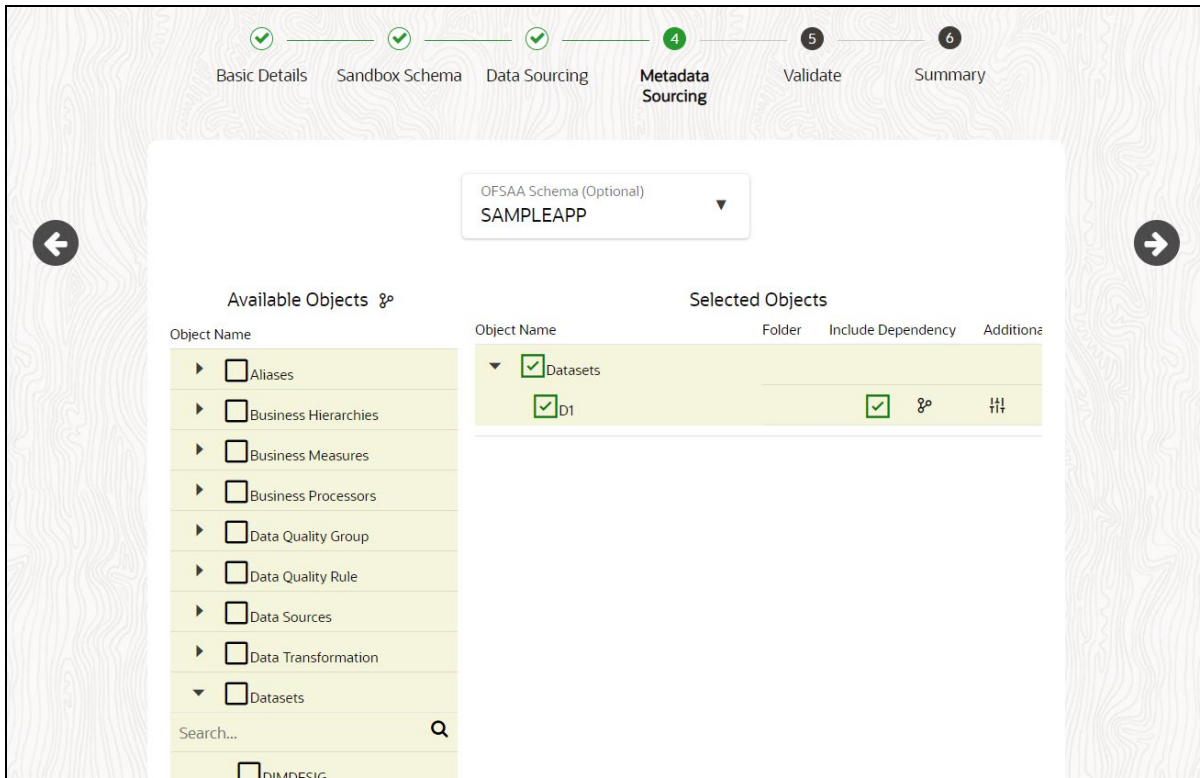 4 5 6
Basic Details Sandbox Schema Data Sourcing Metadata Sourcing Validate Summary
OFSAA Schema (Optional)
SAMPLEAPP
Available Objects
Selected Objects
Object Name
Object Name Folder Include Dependency Additiona
Aliases
Datasets
Business Hierarchies
D1
Business Measures
Business Processors
Data Quality Group
Data Quality Rule
Data Sources
Data Transformation
Datasets
Search...
DIMDESIG